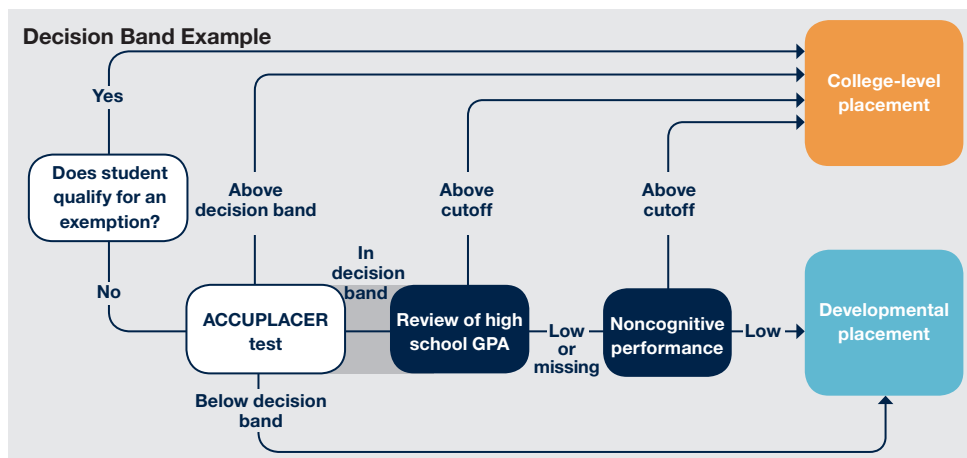 Decision Band Example
Yes
College-level
placement
Does student
qualify for an
exemption?
Above
decision band
Above
cutoff
Above
cutoff
No
In
decision
band
ACCUPLACER
test
Review of high
school GPA
Low
or
missing
Noncognitive
performance
Low
Developmental
placement
Below decision
band